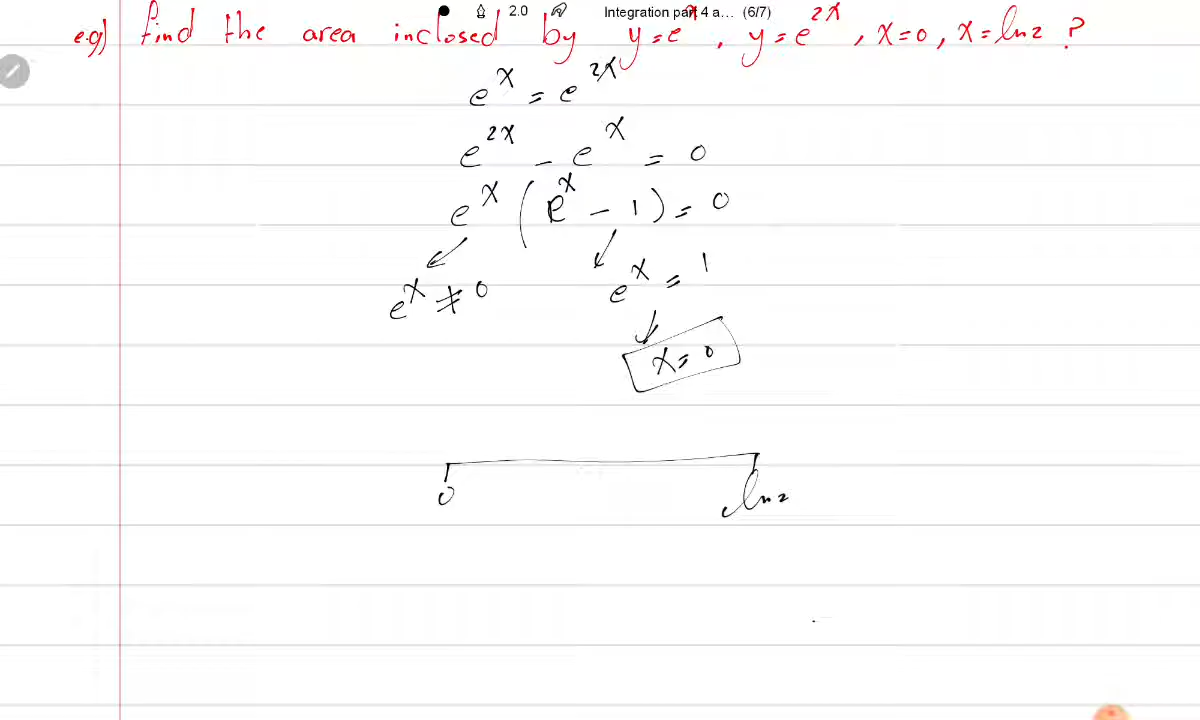 2.0 Integration part 4 a... (6/7)
e.g) find the area inclosed by y=e^x , y=e^2x , x=0 , x=ln2 ?
e^x = e^2x
e^2x - e^x = 0
e^x (e^x - 1) = 0
e^x ≠ 0 e^x = 1
x = 0
0 ln2